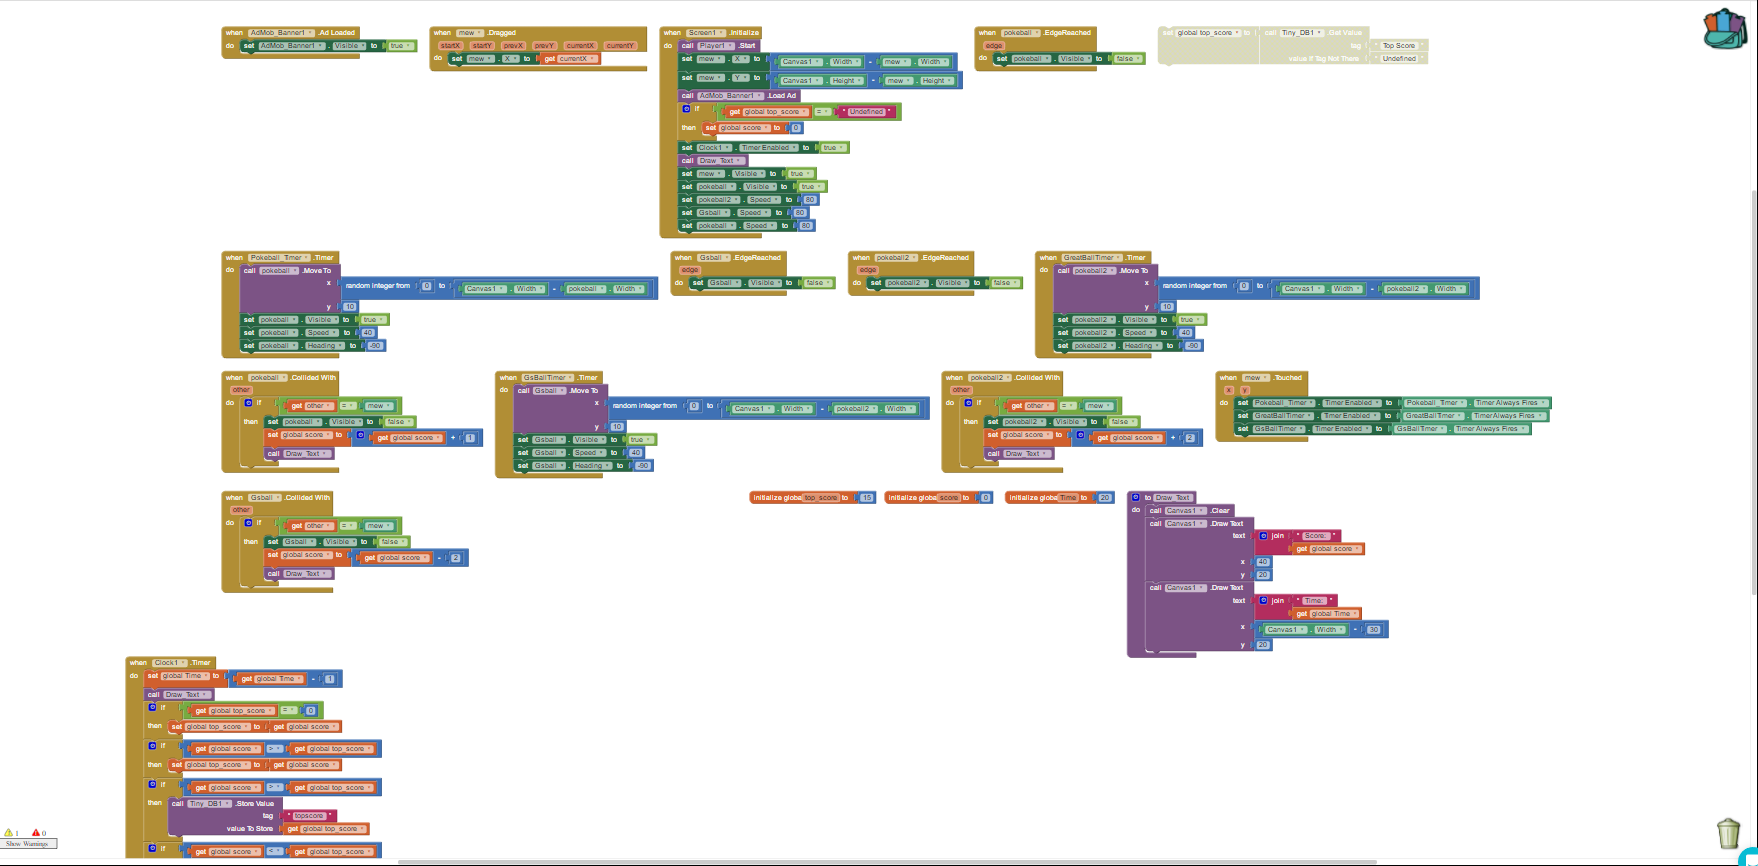 when AdMob_Banner1 .Ad Loaded
do set AdMob_Banner1 . Visible to true
when mew .Dragged
startX startY prevX prevY currentX currentY
do set mew . X to get currentX
when Screen1 .Initialize
do call Player1 .Start
set mew . X to Canvas1 . Width - mew . Width
set mew . Y to Canvas1 . Height - mew . Height
call AdMob_Banner1 .Load Ad
if get global top_score = " Undefined "
then set global score to 0
set Clock1 . Timer Enabled to true
call Draw_Text
set mew . Visible to true
set pokeball . Visible to true
set pokeball2 . Speed to 80
set Gsball . Speed to 80
set pokeball . Speed to 80
when pokeball .EdgeReached
edge
do set pokeball . Visible to false
set global top_score to call Tiny_DB1 .Get Value
tag " Top Score "
value If Tag Not There " Undefined "
when Pokeball_Timer .Timer
do call pokeball .Move To
x random integer from 0 to Canvas1 . Width - pokeball . Width
y 10
set pokeball . Visible to true
set pokeball . Speed to 40
set pokeball . Heading to -90
when Gsball .EdgeReached
edge
do set Gsball . Visible to false
when pokeball2 .EdgeReached
edge
do set pokeball2 . Visible to false
when GreatBallTimer .Timer
do call pokeball2 .Move To
x random integer from 0 to Canvas1 . Width - pokeball2 . Width
y 10
set pokeball2 . Visible to true
set pokeball2 . Speed to 40
set pokeball2 . Heading to -90
when pokeball .Collided With
other
do if get other = mew
then set pokeball . Visible to false
set global score to get global score + 1
call Draw_Text
when GsBallTimer .Timer
do call Gsball .Move To
x random integer from 0 to Canvas1 . Width - pokeball2 . Width
y 10
set Gsball . Visible to true
set Gsball . Speed to 40
set Gsball . Heading to -90
when pokeball2 .Collided With
other
do if get other = mew
then set pokeball2 . Visible to false
set global score to get global score + 2
call Draw_Text
when mew .Touched
x y
do set Pokeball_Timer . Timer Enabled to Pokeball_Timer . Timer Always Fires
set GreatBallTimer . Timer Enabled to GreatBallTimer . Timer Always Fires
set GsBallTimer . Timer Enabled to GsBallTimer . Timer Always Fires
when Gsball .Collided With
other
do if get other = mew
then set Gsball . Visible to false
set global score to get global score - 2
call Draw_Text
initialize global top_score to 15
initialize global score to 0
initialize global Time to 20
to Draw_Text
do call Canvas1 .Clear
call Canvas1 .Draw Text
text join " Score: "
get global score
x 40
y 20
call Canvas1 .Draw Text
text join " Time: "
get global Time
x Canvas1 . Width - 30
y 20
when Clock1 .Timer
do set global Time to get global Time - 1
call Draw_Text
if get global top_score = 0
then set global top_score to get global score
if get global score > get global top_score
then set global top_score to get global score
if get global score > get global top_score
then call Tiny_DB1 .Store Value
tag " topscore "
value To Store get global top_score
if get global score < get global top_score
1 0
Show Warnings